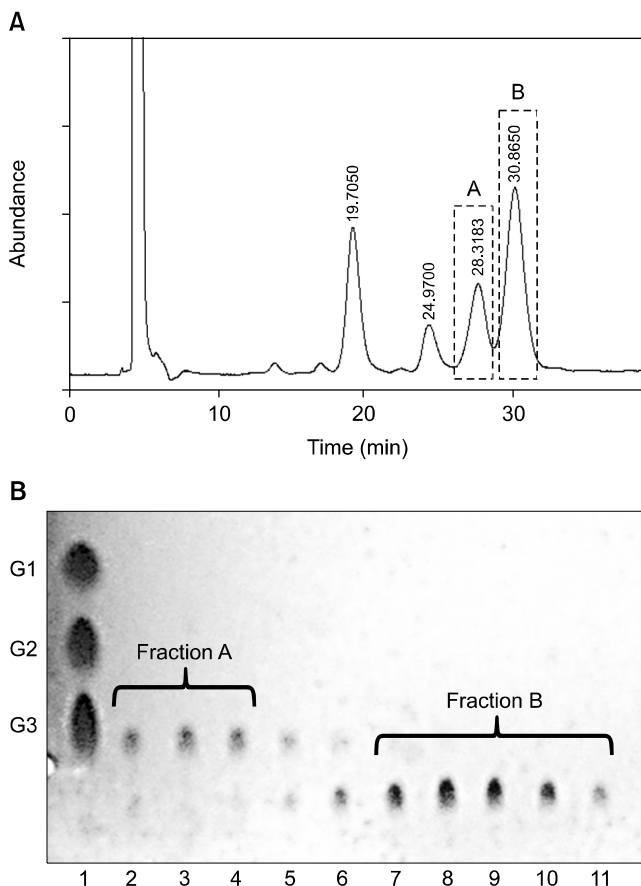 A
Abundance
19.7050
24.9700
A
28.3183
B
30.8650
0 10 20 30
Time (min)
B
G1
G2
G3
Fraction A
Fraction B
1 2 3 4 5 6 7 8 9 10 11